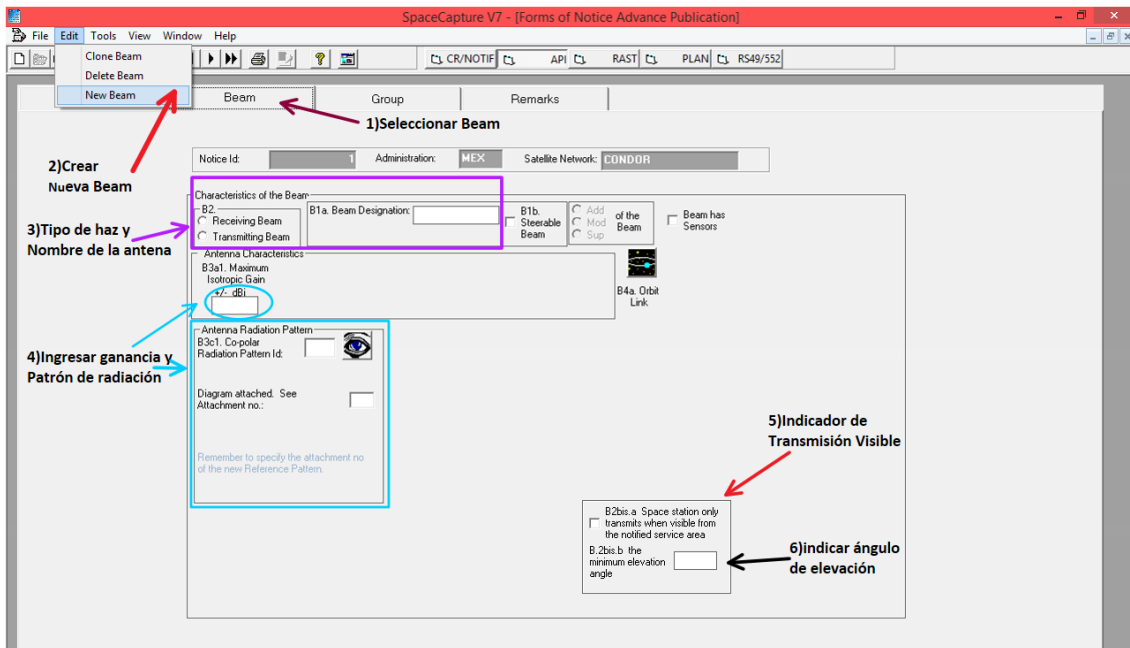 SpaceCapture V7 - [Forms of Notice Advance Publication]
File Edit Tools View Window Help
Clone Beam
Delete Beam
New Beam
CR/NOTIF API RAST PLAN RS49/552
Beam Group Remarks
1)Seleccionar Beam
2)Crear
Nueva Beam
Notice Id: 1 Administration: MEX Satellite Network: CONDOR
Characteristics of the Beam
B2.
Receiving Beam
Transmitting Beam
B1a. Beam Designation:
B1b.
Steerable
Beam
Add
Mod
Sup
of the
Beam
Beam has
Sensors
3)Tipo de haz y
Nombre de la antena
Antenna Characteristics
B3a1. Maximum
Isotropic Gain
+/- dBi
B4a. Orbit
Link
4)Ingresar ganancia y
Patrón de radiación
Antenna Radiation Pattern
B3c1. Co-polar
Radiation Pattern Id:
Diagram attached. See
Attachment no.:
Remember to specify the attachment no
of the new Reference Pattern.
5)Indicador de
Transmisión Visible
B2bis.a Space station only
transmits when visible from
the notified service area
B.2bis.b the
minimum elevation
angle
6)indicar ángulo
de elevación